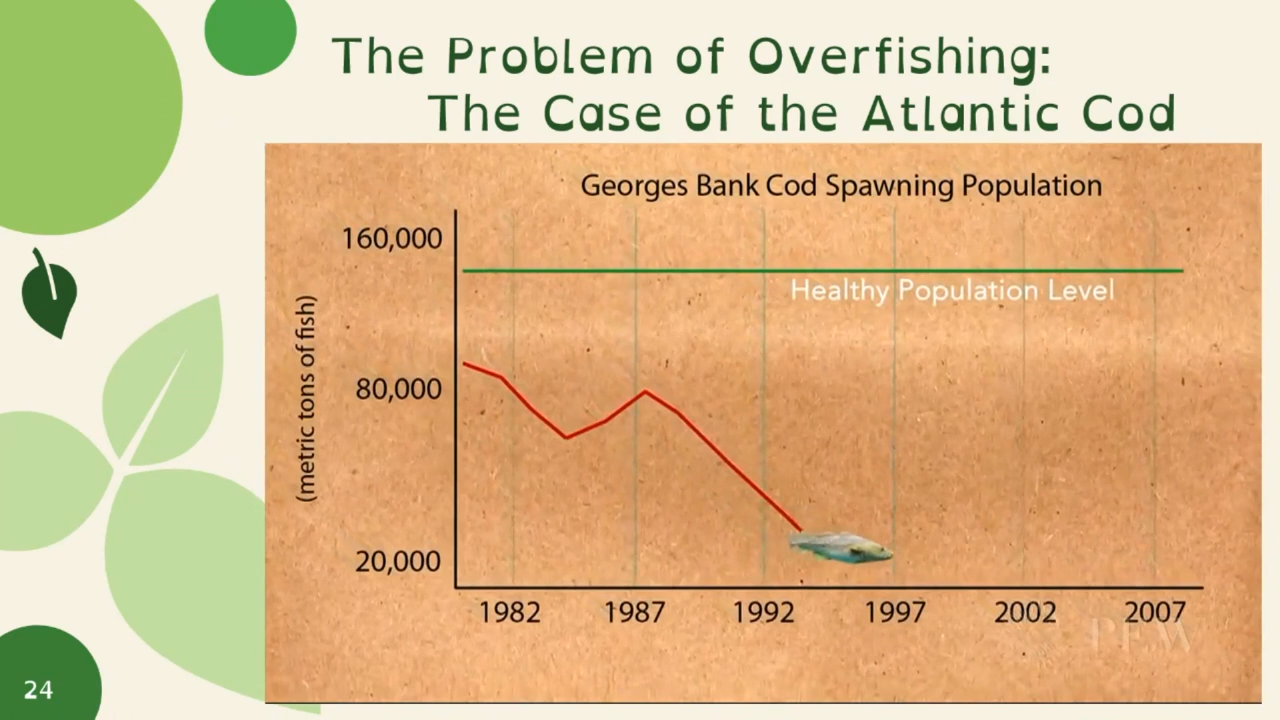 The Problem of Overfishing:
The Case of the Atlantic Cod
Georges Bank Cod Spawning Population
160,000
Healthy Population Level
(metric tons of fish)
80,000
20,000
1982 1987 1992 1997 2002 2007
PEW
24